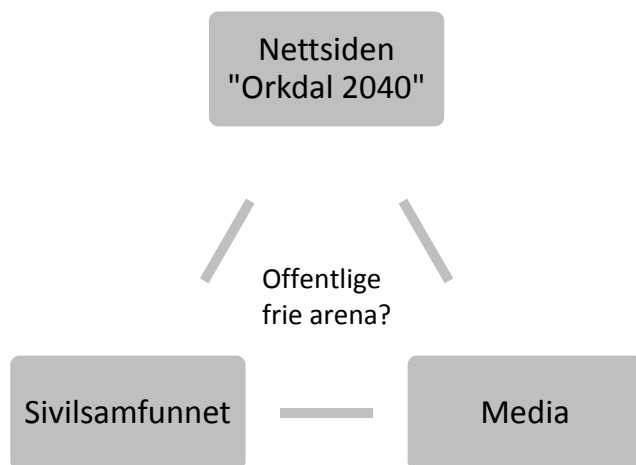 Nettsiden
"Orkdal 2040"
Offentlige
frie arena?
Sivilsamfunnet
Media